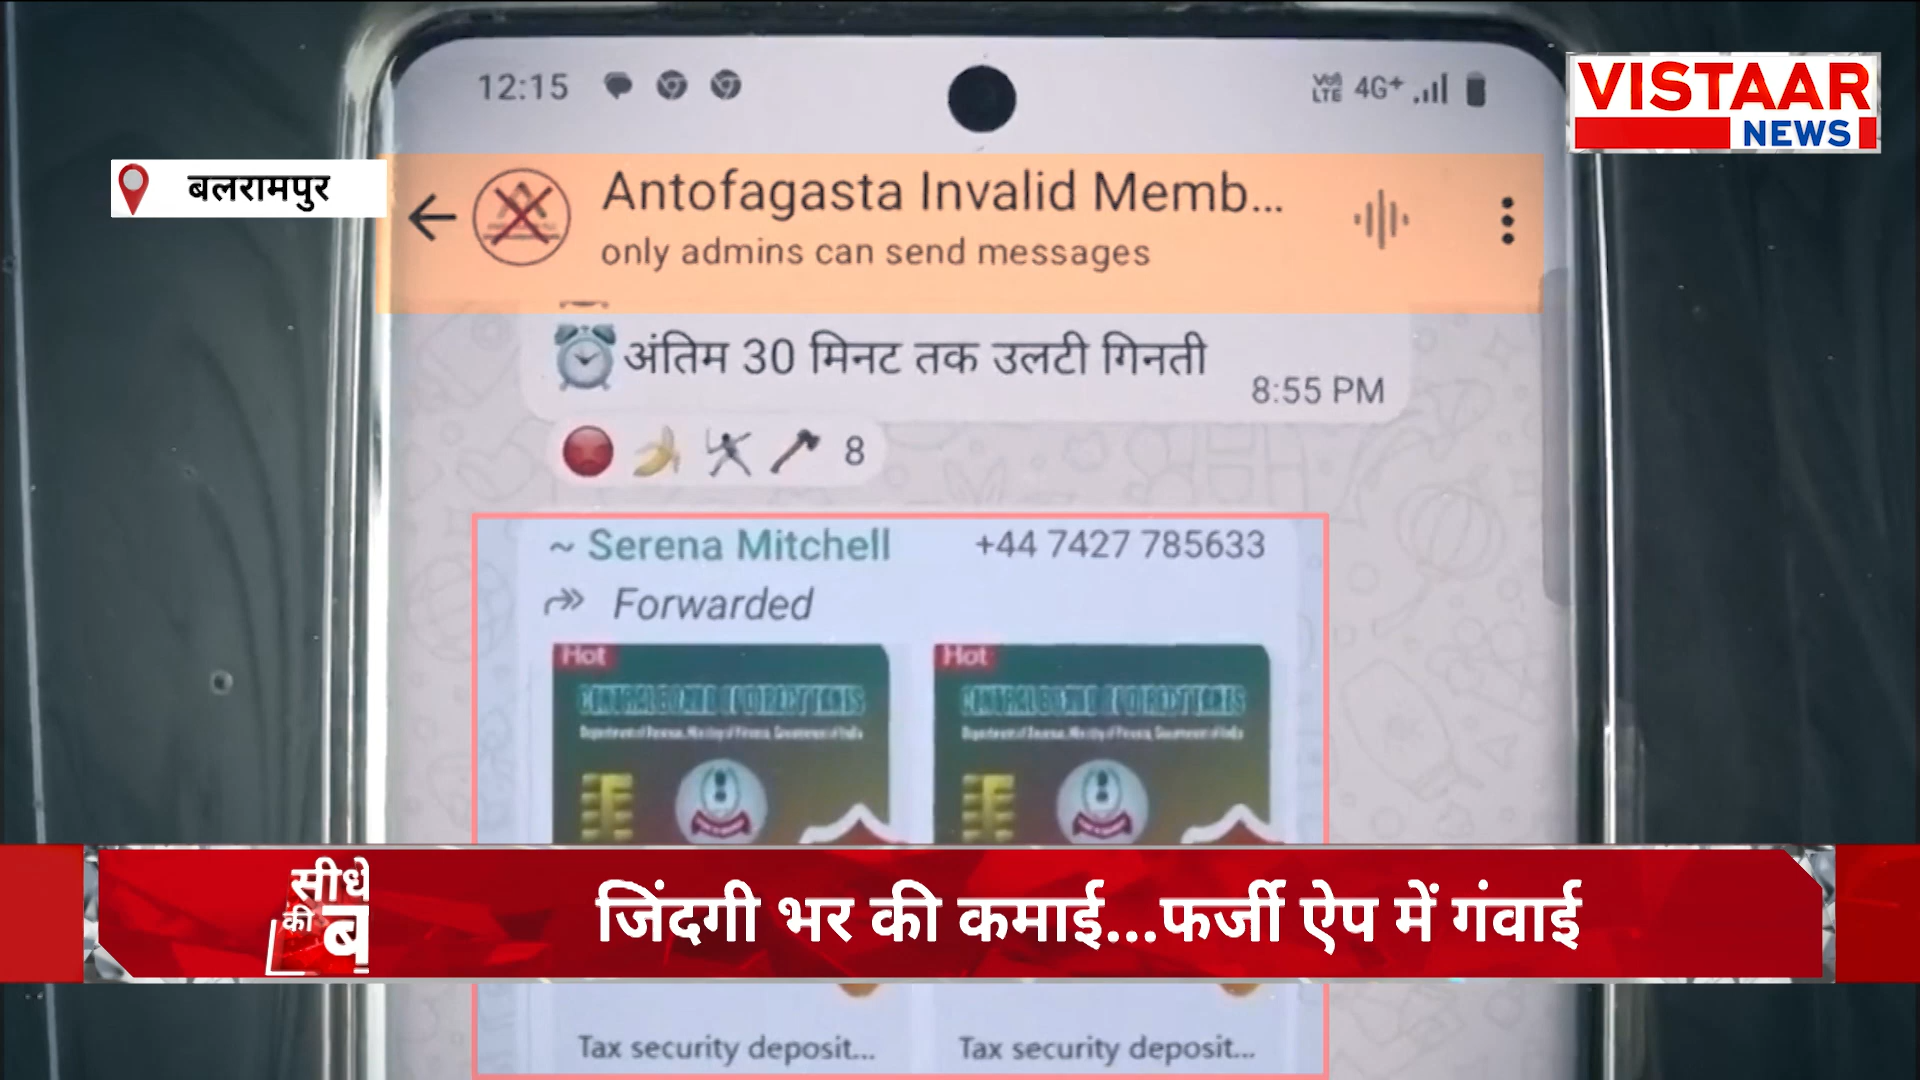 12:15
Vo) LTE 4G+
VISTAAR
NEWS
बलरामपुर
Antofagasta Invalid Memb...
only admins can send messages
अंतिम 30 मिनट तक उलटी गिनती
8:55 PM
8
~ Serena Mitchell +44 7427 785633
Forwarded
Hot Hot
सीधे
की ब
जिंदगी भर की कमाई...फर्जी ऐप में गंवाई
Tax security deposit... Tax security deposit...